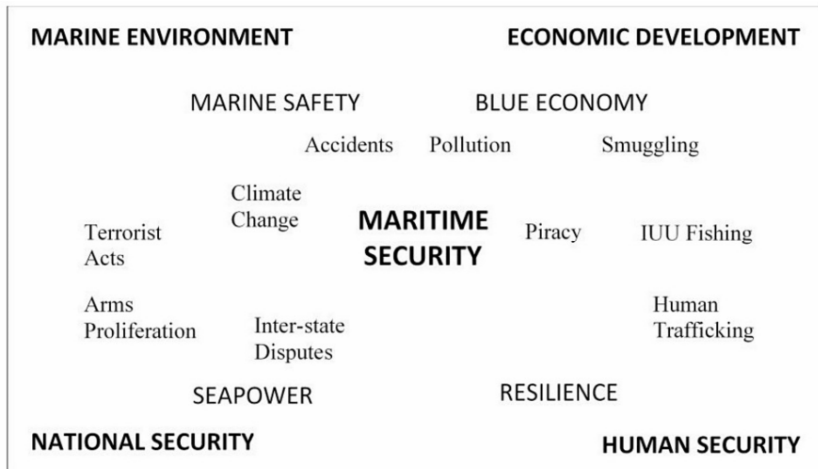 MARINE ENVIRONMENT
ECONOMIC DEVELOPMENT
MARINE SAFETY
BLUE ECONOMY
Accidents
Pollution
Smuggling
Climate
Change
MARITIME
SECURITY
Terrorist
Acts
Piracy
IUU Fishing
Arms
Proliferation
Inter-state
Disputes
Human
Trafficking
SEAPOWER
RESILIENCE
NATIONAL SECURITY
HUMAN SECURITY